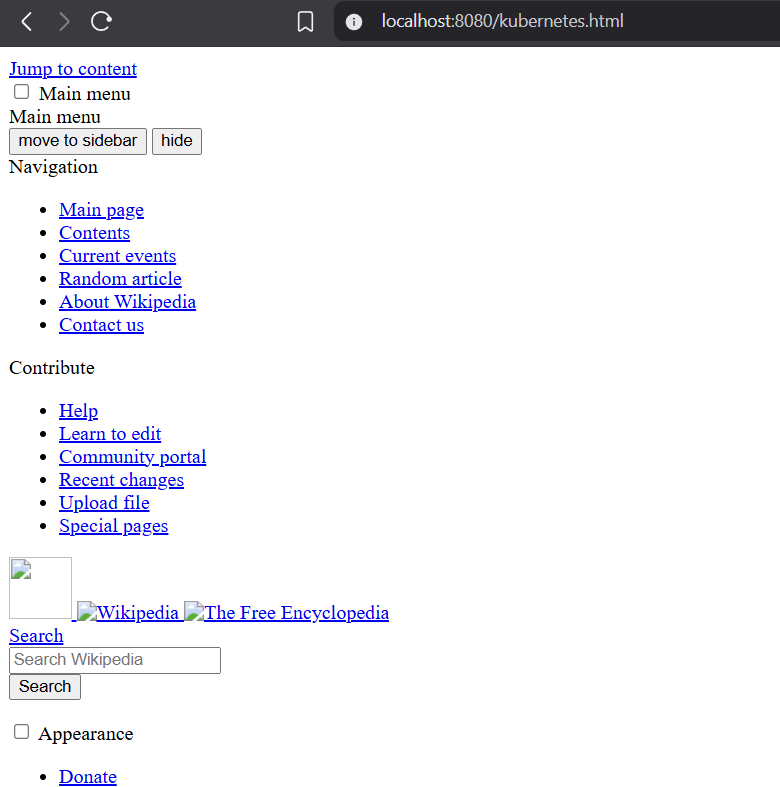 localhost:8080/kubernetes.html
Jump to content
Main menu
Main menu
move to sidebar hide
Navigation
Main page
Contents
Current events
Random article
About Wikipedia
Contact us
Contribute
Help
Learn to edit
Community portal
Recent changes
Upload file
Special pages
Wikipedia The Free Encyclopedia
Search
Search Wikipedia
Search
Appearance
Donate